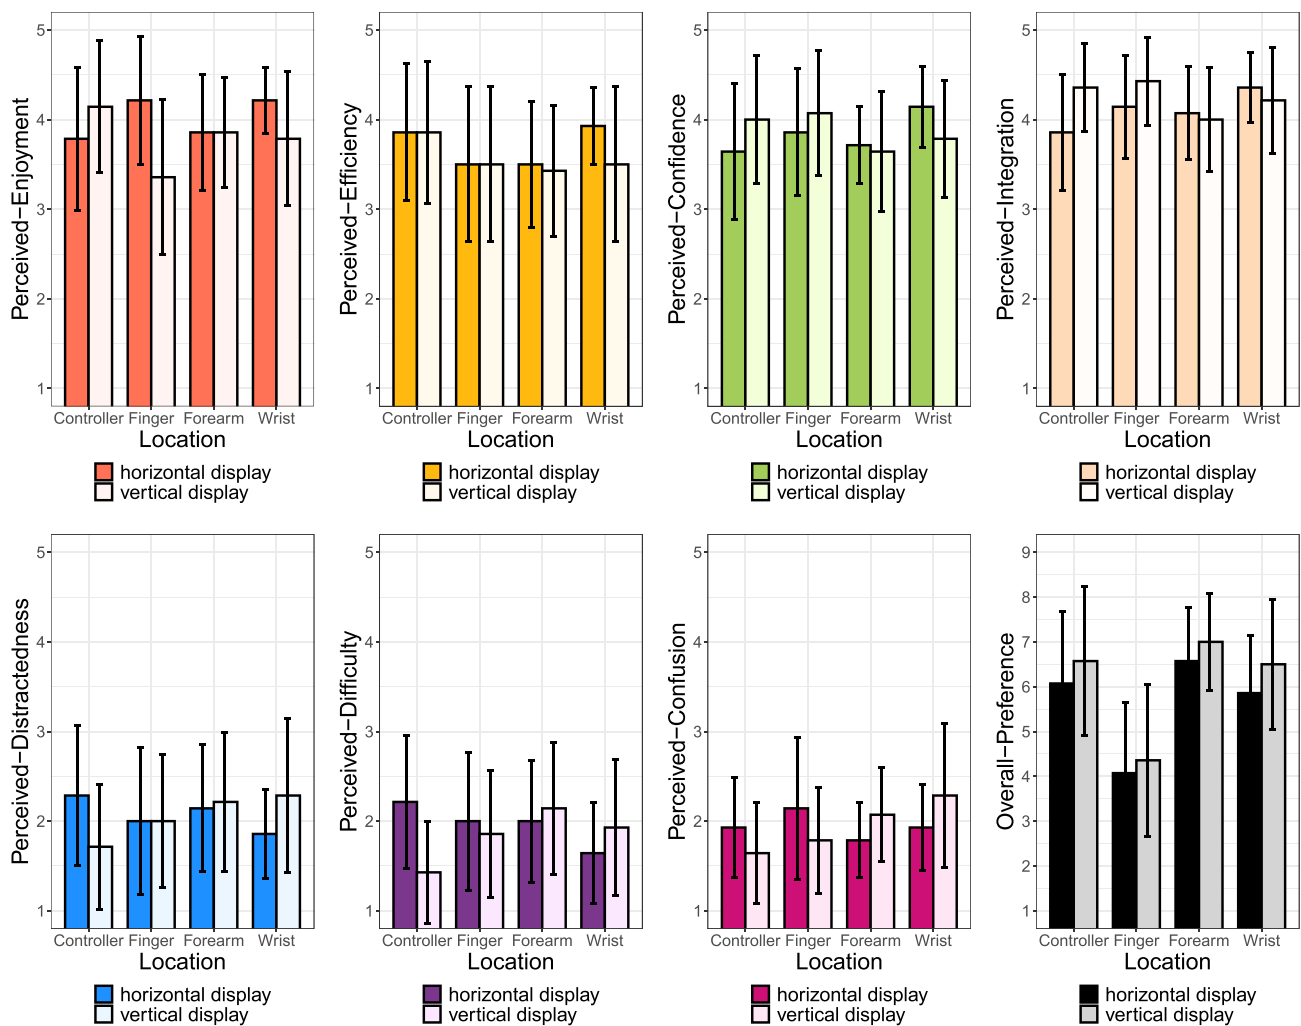 Perceived−Enjoyment
5
4
3
2
1
Controller Finger Forearm Wrist
Location
horizontal display
vertical display
Perceived−Efficiency
5
4
3
2
1
Controller Finger Forearm Wrist
Location
horizontal display
vertical display
Perceived−Confidence
5
4
3
2
1
Controller Finger Forearm Wrist
Location
horizontal display
vertical display
Perceived−Integration
5
4
3
2
1
Controller Finger Forearm Wrist
Location
horizontal display
vertical display
Perceived−Distractedness
5
4
3
2
1
Controller Finger Forearm Wrist
Location
horizontal display
vertical display
Perceived−Difficulty
5
4
3
2
1
Controller Finger Forearm Wrist
Location
horizontal display
vertical display
Perceived−Confusion
5
4
3
2
1
Controller Finger Forearm Wrist
Location
horizontal display
vertical display
Overall−Preference
9
8
7
6
5
4
3
2
1
Controller Finger Forearm Wrist
Location
horizontal display
vertical display